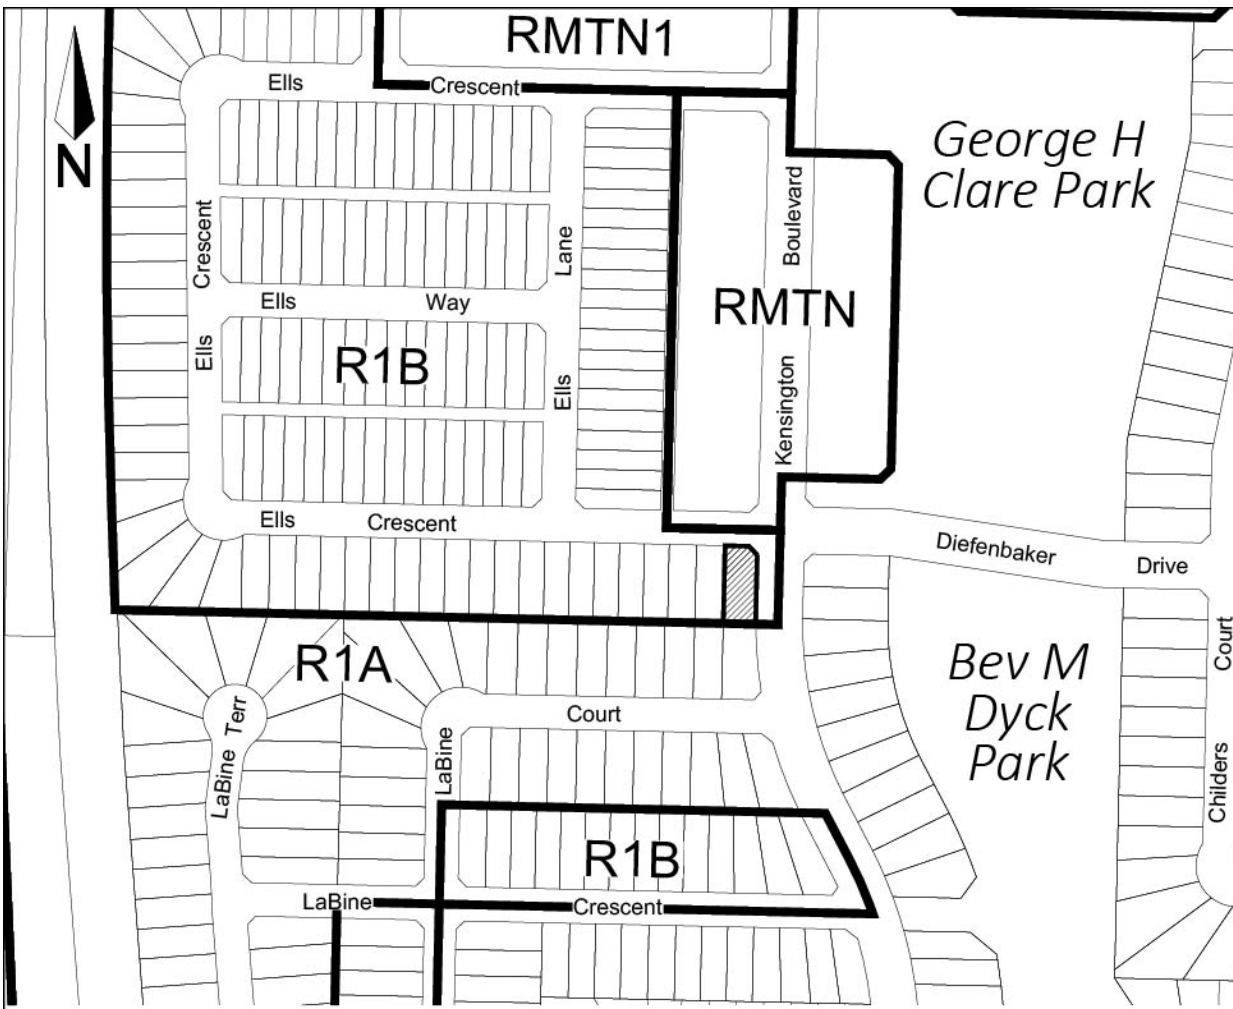 RMTN1
Ells
Crescent
N
George H
Clare Park
Crescent
Boulevard
Lane
Ells
Way
RMTN
Ells
R1B
Ells
Kensington
Ells
Crescent
Diefenbaker
Drive
R1A
Bev M
Dyck
Park
Court
LaBine Terr
Court
LaBine
Childers
R1B
LaBine
Crescent